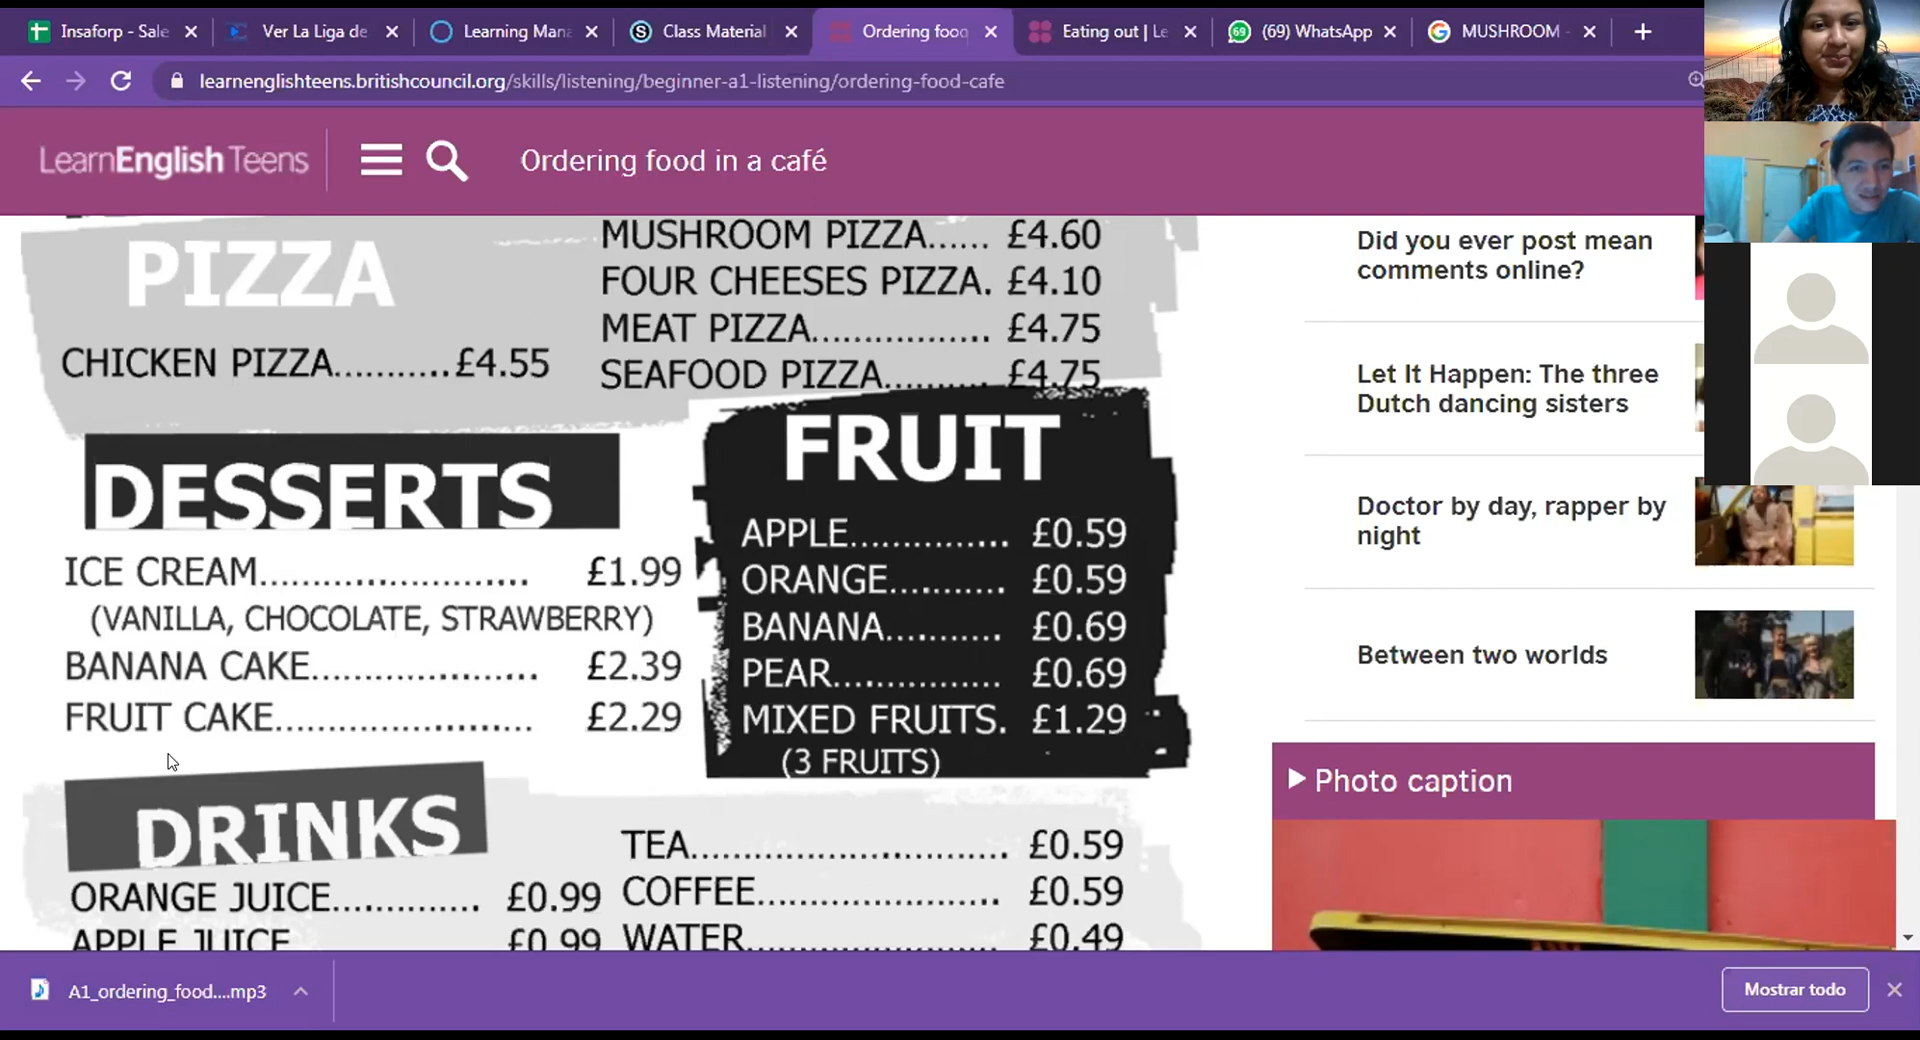 Insaforp - Sale
Ver La Liga de
Learning Mana
Class Material
Ordering food
Eating out | Le
(69) WhatsApp
MUSHROOM -
learnenglishteens.britishcouncil.org/skills/listening/beginner-a1-listening/ordering-food-cafe
LearnEnglish Teens
Ordering food in a café
PIZZA
CHICKEN PIZZA..........£4.55
MUSHROOM PIZZA...... £4.60
FOUR CHEESES PIZZA. £4.10
MEAT PIZZA................ £4.75
SEAFOOD PIZZA.......... £4.75
DESSERTS
ICE CREAM........................ £1.99
(VANILLA, CHOCOLATE, STRAWBERRY)
BANANA CAKE.................... £2.39
FRUIT CAKE....................... £2.29
FRUIT
APPLE............... £0.59
ORANGE........... £0.59
BANANA........... £0.69
PEAR................ £0.69
MIXED FRUITS. £1.29
(3 FRUITS)
DRINKS
ORANGE JUICE............. £0.99
APPLE JUICE £0.99
TEA............................ £0.59
COFFEE...................... £0.59
WATER....................... £0.49
Did you ever post mean
comments online?
Let It Happen: The three
Dutch dancing sisters
Doctor by day, rapper by
night
Between two worlds
Photo caption
A1_ordering_food....mp3
Mostrar todo